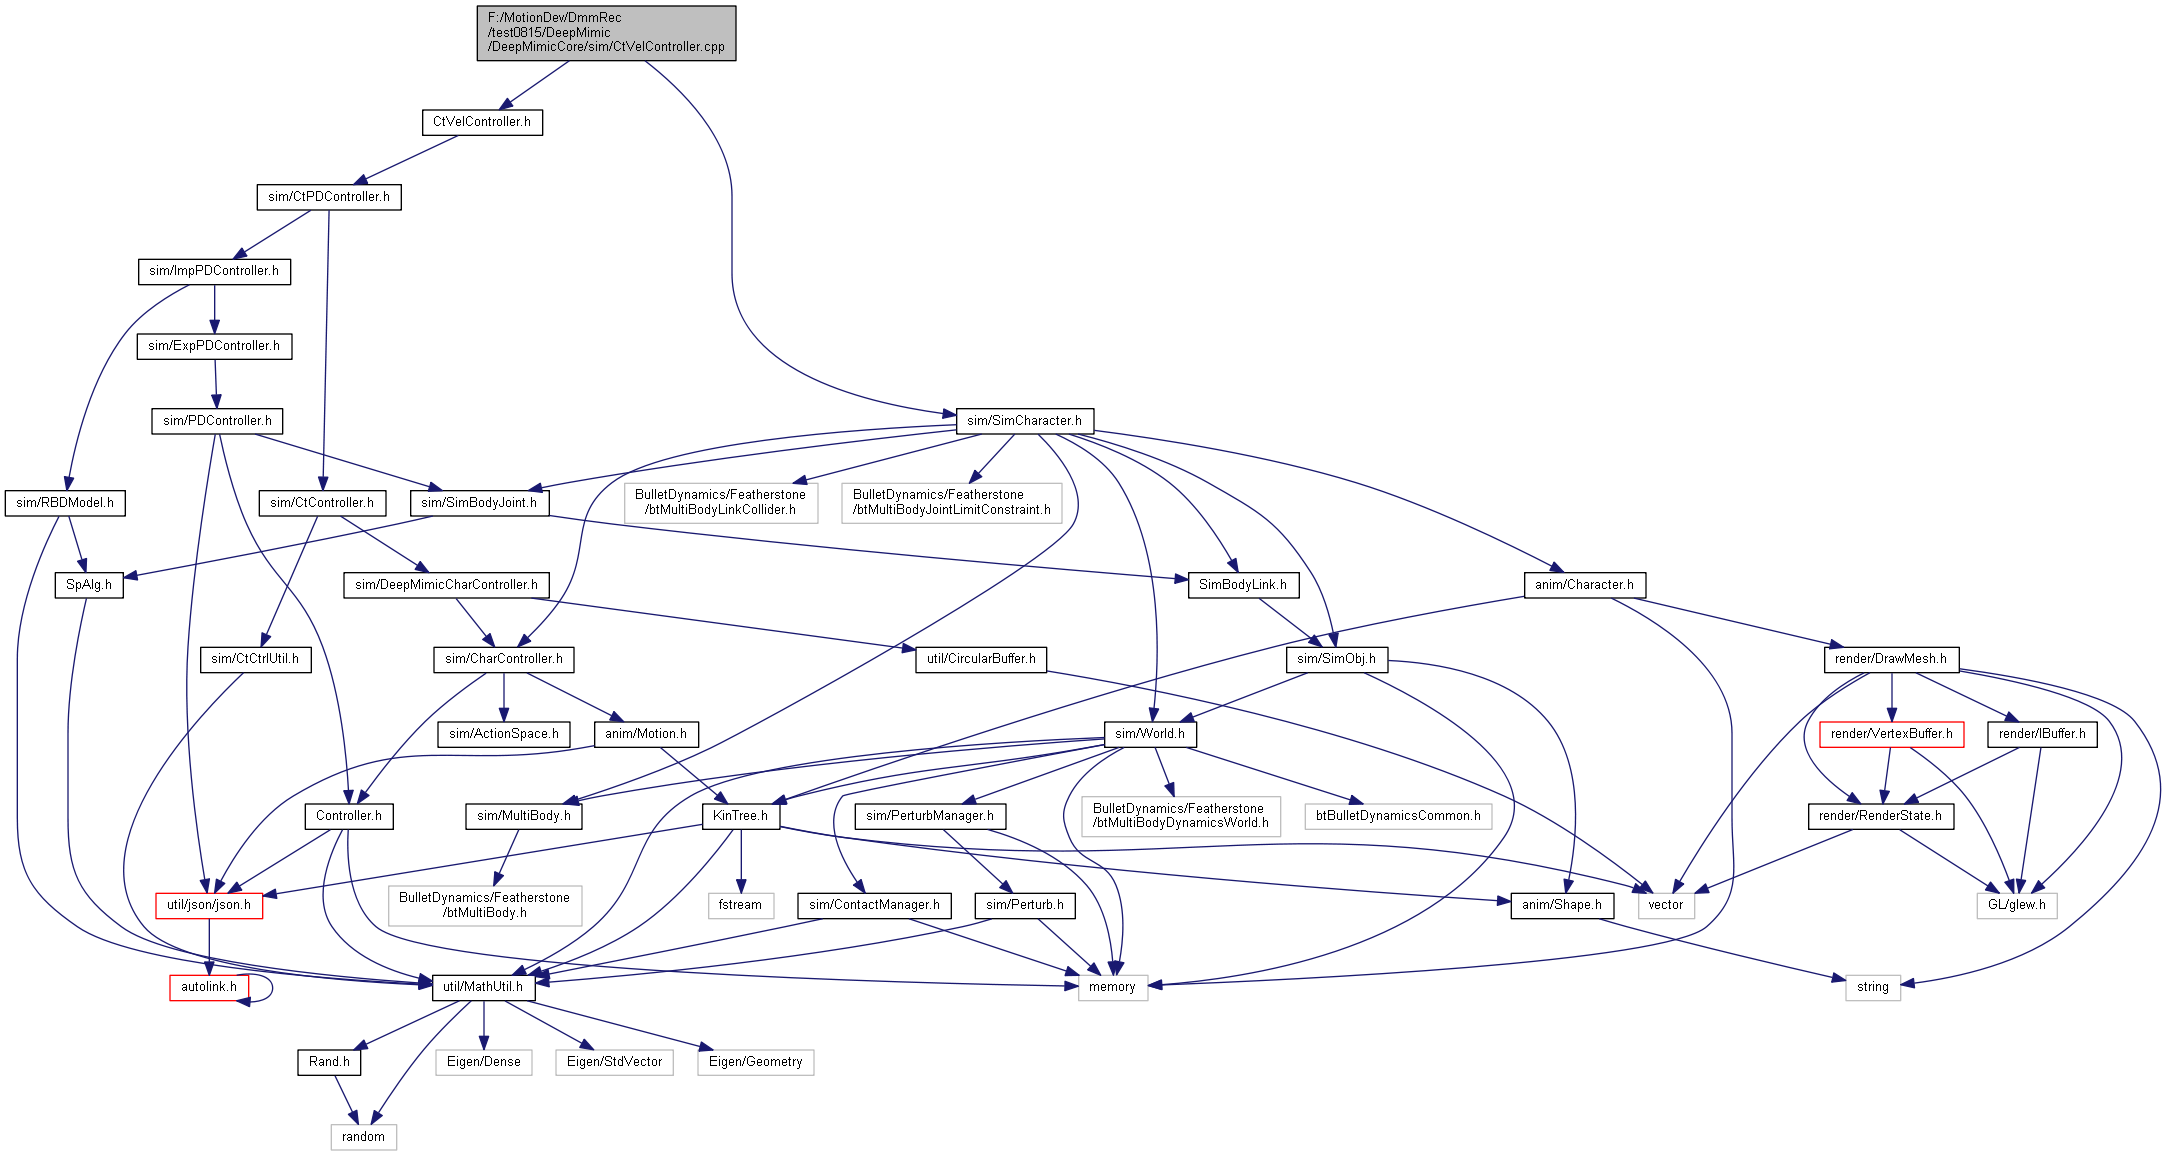 F:/MotionDev/DmmRec
/test0815/DeepMimic
/DeepMimicCore/sim/CtVelController.cpp
CtVelController.h
sim/CtPDController.h
sim/ImpPDController.h
sim/ExpPDController.h
sim/PDController.h
sim/SimCharacter.h
sim/RBDModel.h
sim/CtController.h
sim/SimBodyJoint.h
BulletDynamics/Featherstone
/btMultiBodyLinkCollider.h
BulletDynamics/Featherstone
/btMultiBodyJointLimitConstraint.h
SpAlg.h
sim/DeepMimicCharController.h
SimBodyLink.h
anim/Character.h
sim/CtCtrlUtil.h
sim/CharController.h
util/CircularBuffer.h
sim/SimObj.h
render/DrawMesh.h
sim/ActionSpace.h
anim/Motion.h
sim/World.h
render/VertexBuffer.h
render/IBuffer.h
Controller.h
sim/MultiBody.h
KinTree.h
sim/PerturbManager.h
BulletDynamics/Featherstone
/btMultiBodyDynamicsWorld.h
btBulletDynamicsCommon.h
render/RenderState.h
util/json/json.h
BulletDynamics/Featherstone
/btMultiBody.h
fstream
sim/ContactManager.h
sim/Perturb.h
anim/Shape.h
vector
GL/glew.h
autolink.h
util/MathUtil.h
memory
string
Rand.h
Eigen/Dense
Eigen/StdVector
Eigen/Geometry
random